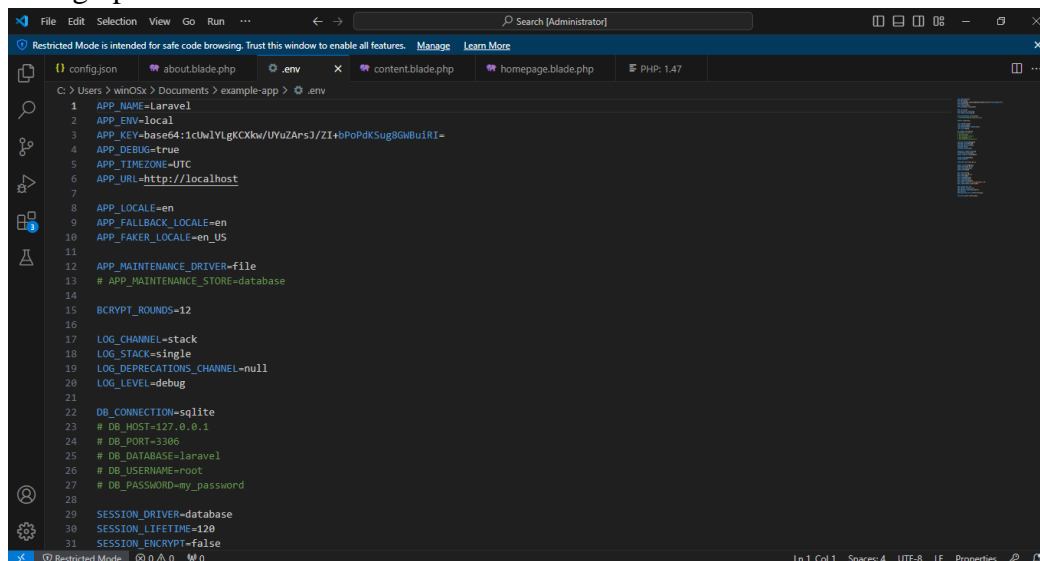 File Edit Selection View Go Run ··· Search [Administrator]
Restricted Mode is intended for safe code browsing. Trust this window to enable all features. Manage Learn More
{} config.json about.blade.php .env content.blade.php homepage.blade.php PHP: 1.47
C: > Users > winOSx > Documents > example-app > .env
1 APP_NAME=Laravel
2 APP_ENV=local
3 APP_KEY=base64:1cUwlYLgKCXkw/UYuZArsJ/ZI+bPoPdKSug8GWBuiRI=
4 APP_DEBUG=true
5 APP_TIMEZONE=UTC
6 APP_URL=http://localhost
7
8 APP_LOCALE=en
9 APP_FALLBACK_LOCALE=en
10 APP_FAKER_LOCALE=en_US
11
12 APP_MAINTENANCE_DRIVER=file
13 # APP_MAINTENANCE_STORE=database
14
15 BCRYPT_ROUNDS=12
16
17 LOG_CHANNEL=stack
18 LOG_STACK=single
19 LOG_DEPRECATIONS_CHANNEL=null
20 LOG_LEVEL=debug
21
22 DB_CONNECTION=sqlite
23 # DB_HOST=127.0.0.1
24 # DB_PORT=3306
25 # DB_DATABASE=laravel
26 # DB_USERNAME=root
27 # DB_PASSWORD=my_password
28
29 SESSION_DRIVER=database
30 SESSION_LIFETIME=120
31 SESSION_ENCRYPT=false
3
Restricted Mode 0 0 0 Ln 1, Col 1 Spaces: 4 UTF-8 LF Properties